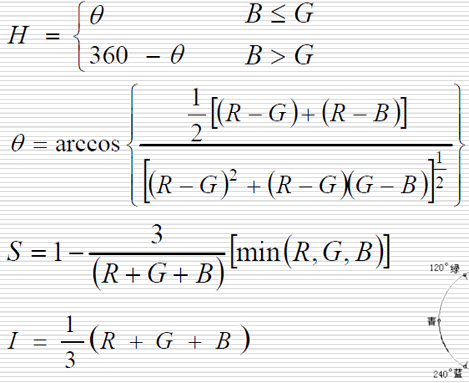 H = { θ B ≤ G
360 − θ B > G
θ = arccos { 1/2 [(R − G) + (R − B)] / [(R − G)² + (R − G)(G − B)]^(1/2) }
S = 1 − 3/(R + G + B) [min(R, G, B)]
120°绿
青
I = 1/3 (R + G + B)
240°蓝